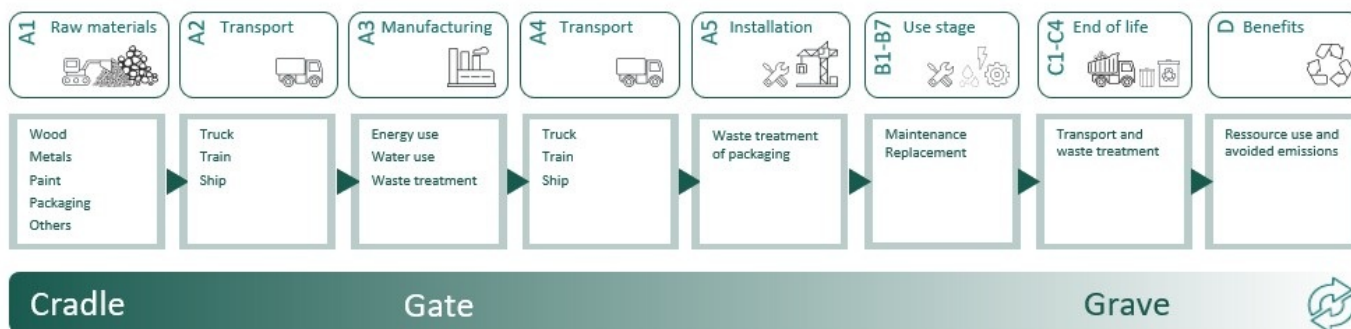 A1 Raw materials
A2 Transport
A3 Manufacturing
A4 Transport
A5 Installation
B1-B7 Use stage
C1-C4 End of life
D Benefits
Wood
Metals
Paint
Packaging
Others
Truck
Train
Ship
Energy use
Water use
Waste treatment
Truck
Train
Ship
Waste treatment
of packaging
Maintenance
Replacement
Transport and
waste treatment
Ressource use and
avoided emissions
Cradle
Gate
Grave